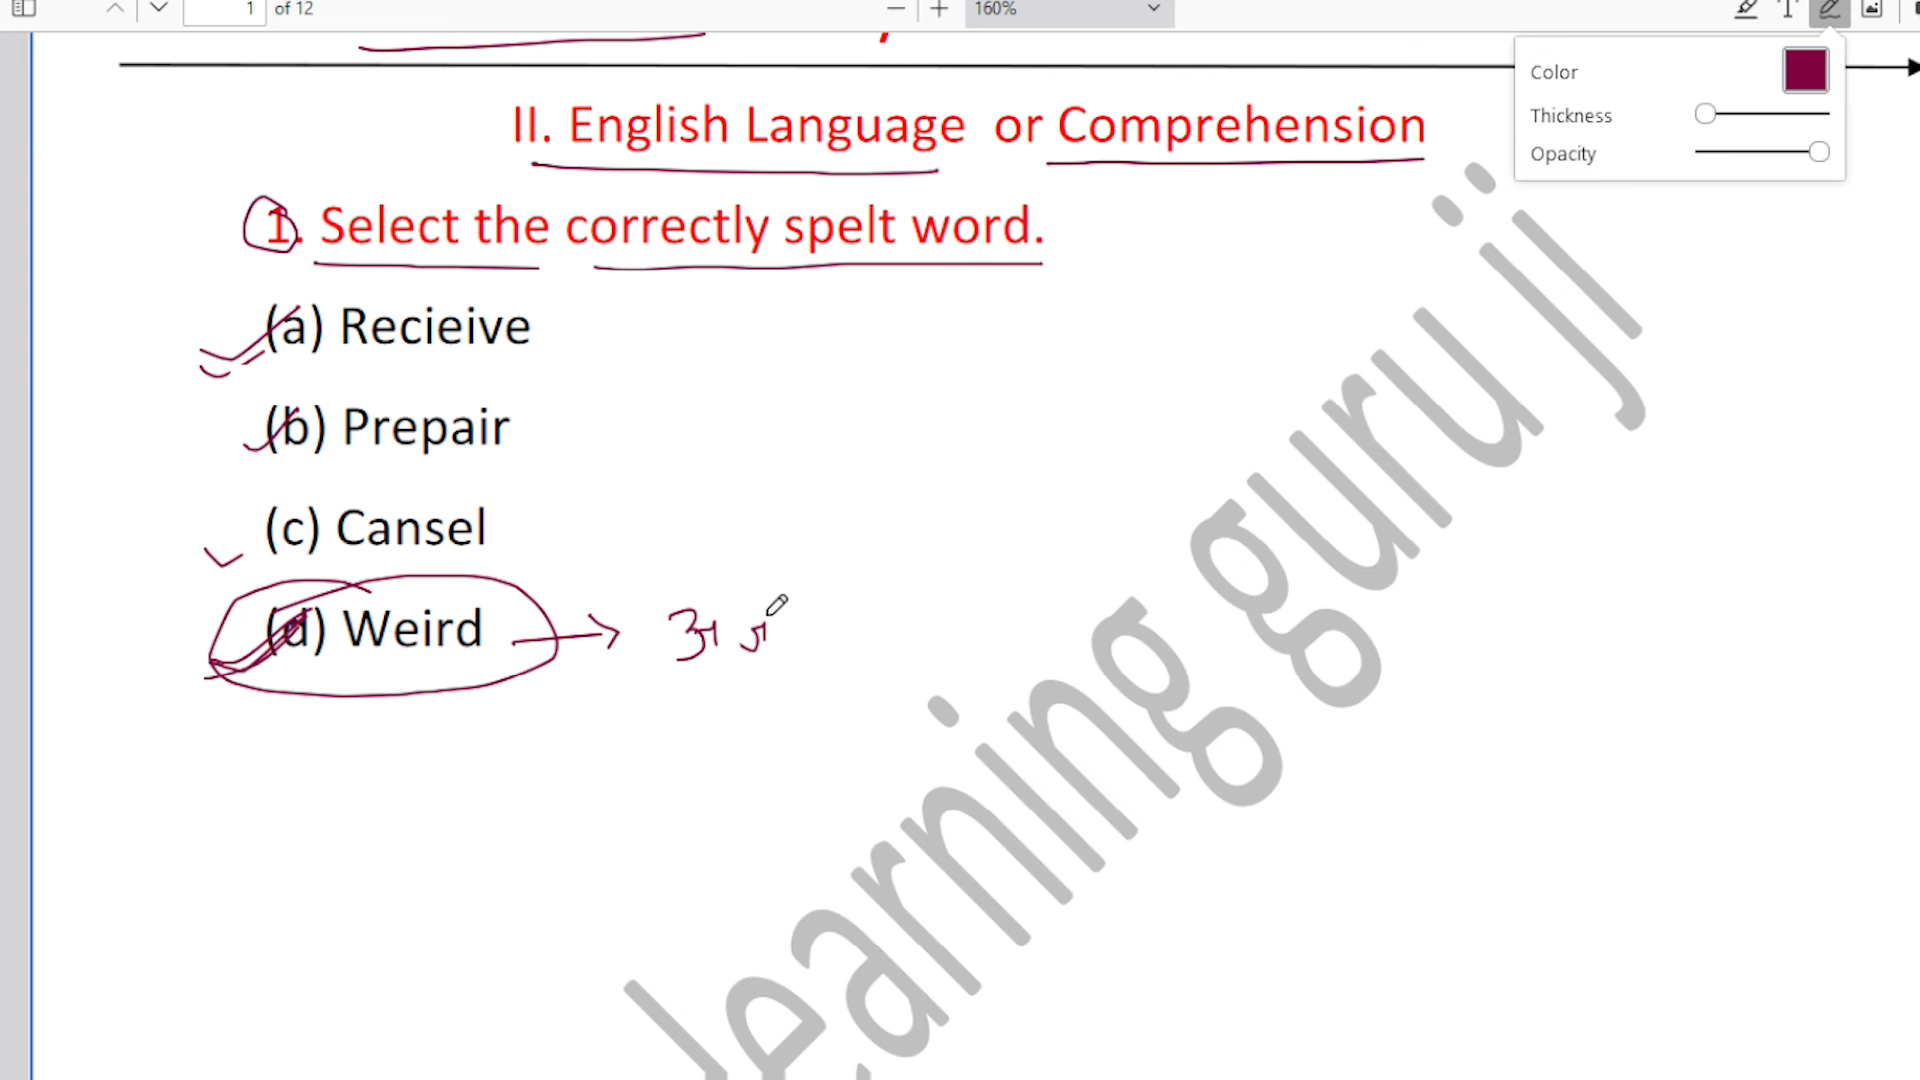 1 of 12 160%
Color
Thickness
Opacity
II. English Language or Comprehension
1. Select the correctly spelt word.
(a) Recieive
(b) Prepair
(c) Cansel
(d) Weird
learning guru ji